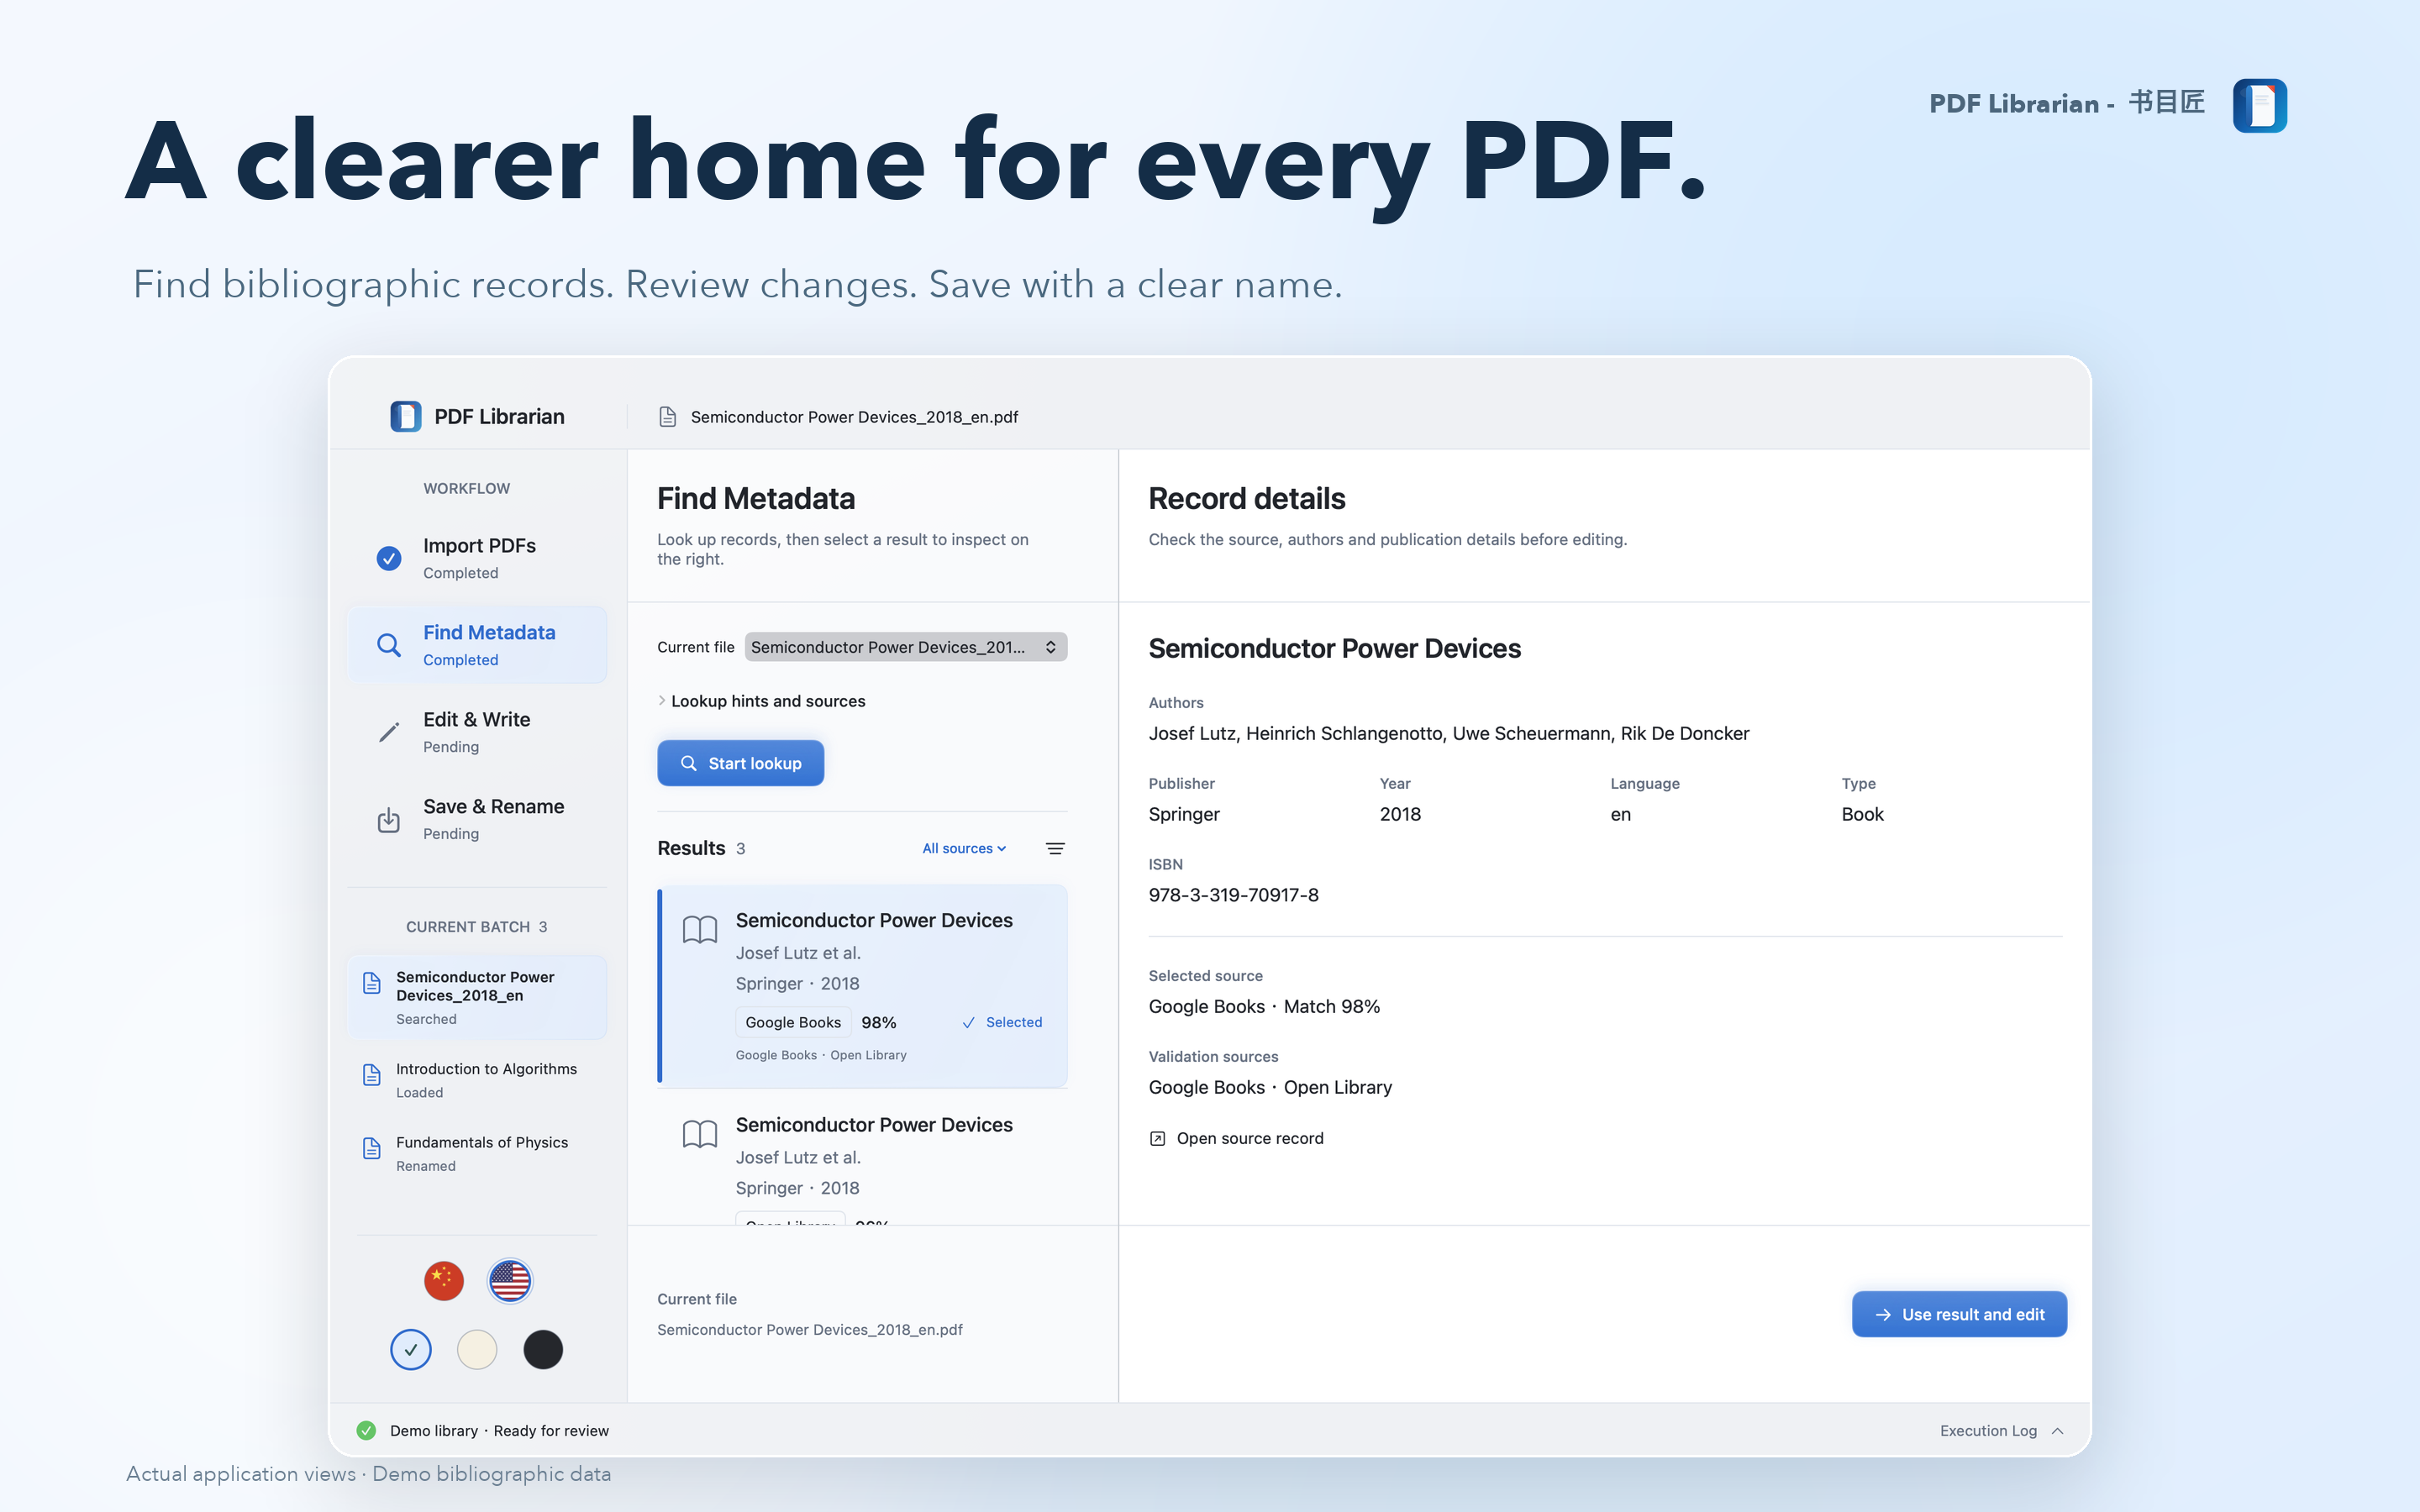 PDF Librarian - 书目匠
A clearer home for every PDF.
Find bibliographic records. Review changes. Save with a clear name.
PDF Librarian
Semiconductor Power Devices_2018_en.pdf
WORKFLOW
Import PDFs
Completed
Find Metadata
Completed
Edit & Write
Pending
Save & Rename
Pending
CURRENT BATCH 3
Semiconductor Power
Devices_2018_en
Searched
Introduction to Algorithms
Loaded
Fundamentals of Physics
Renamed
Find Metadata
Look up records, then select a result to inspect on
the right.
Current file Semiconductor Power Devices_201...
Lookup hints and sources
Start lookup
Results 3 All sources
Semiconductor Power Devices
Josef Lutz et al.
Springer · 2018
Google Books 98% Selected
Google Books · Open Library
Semiconductor Power Devices
Josef Lutz et al.
Springer · 2018
Open Library 96%
Current file
Semiconductor Power Devices_2018_en.pdf
Record details
Check the source, authors and publication details before editing.
Semiconductor Power Devices
Authors
Josef Lutz, Heinrich Schlangenotto, Uwe Scheuermann, Rik De Doncker
Publisher Year Language Type
Springer 2018 en Book
ISBN
978-3-319-70917-8
Selected source
Google Books · Match 98%
Validation sources
Google Books · Open Library
Open source record
Use result and edit
Demo library · Ready for review
Execution Log
Actual application views · Demo bibliographic data